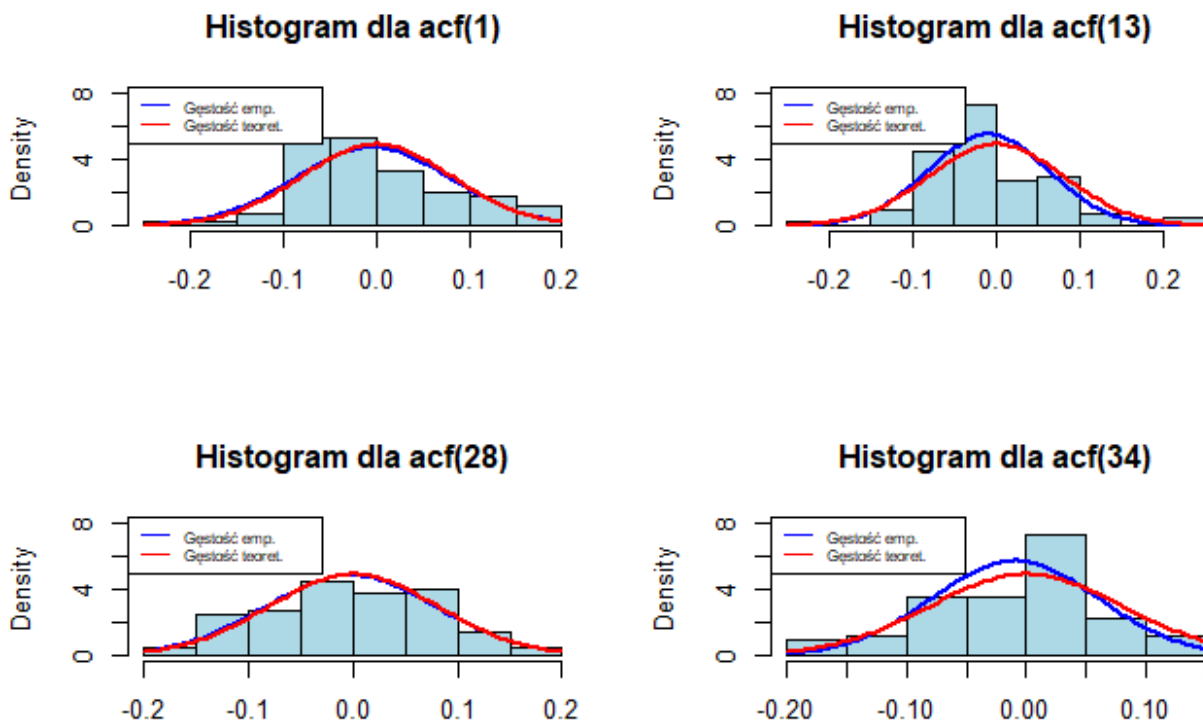 Histogram dla acf(1)
Density
8
4
0
Gęstość emp.
Gęstość teoret.
-0.2 -0.1 0.0 0.1 0.2
Histogram dla acf(13)
Density
8
4
0
Gęstość emp.
Gęstość teoret.
-0.2 -0.1 0.0 0.1 0.2
Histogram dla acf(28)
Density
8
4
0
Gęstość emp.
Gęstość teoret.
-0.2 -0.1 0.0 0.1 0.2
Histogram dla acf(34)
Density
8
4
0
Gęstość emp.
Gęstość teoret.
-0.20 -0.10 0.00 0.10